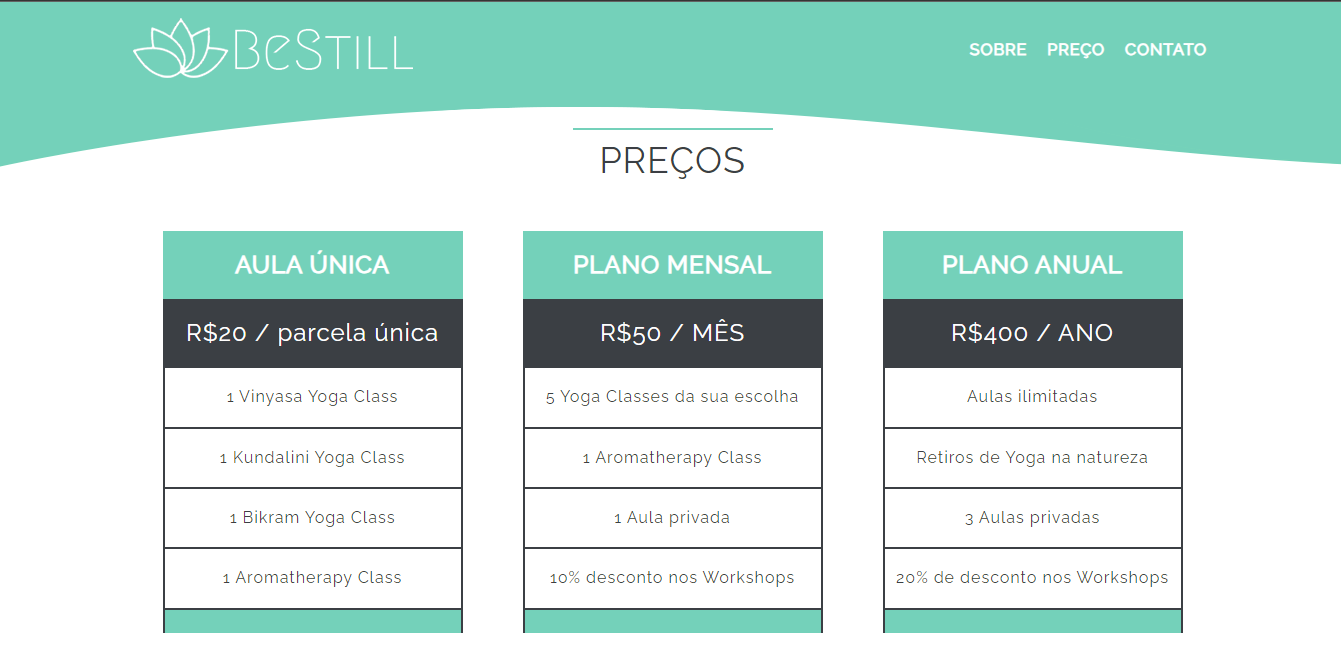 BeStill
SOBRE PREÇO CONTATO
PREÇOS
AULA ÚNICA
R$20 / parcela única
1 Vinyasa Yoga Class
1 Kundalini Yoga Class
1 Bikram Yoga Class
1 Aromatherapy Class
PLANO MENSAL
R$50 / MÊS
5 Yoga Classes da sua escolha
1 Aromatherapy Class
1 Aula privada
10% desconto nos Workshops
PLANO ANUAL
R$400 / ANO
Aulas ilimitadas
Retiros de Yoga na natureza
3 Aulas privadas
20% de desconto nos Workshops